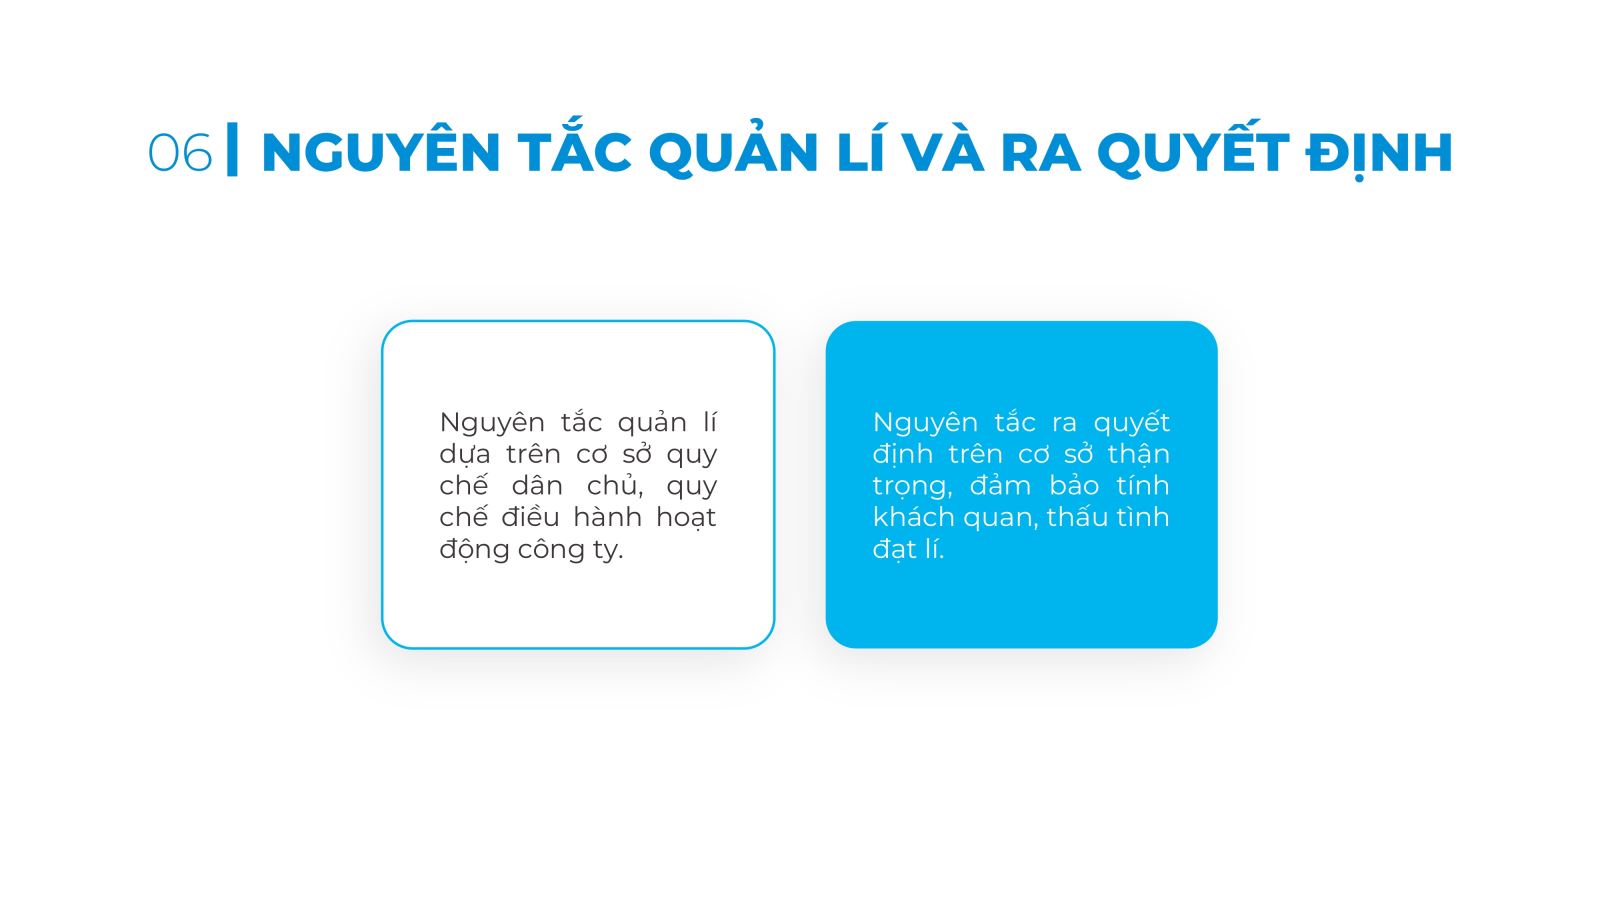 06 | NGUYÊN TẮC QUẢN LÍ VÀ RA QUYẾT ĐỊNH
Nguyên tắc quản lí
dựa trên cơ sở quy
chế dân chủ, quy
chế điều hành hoạt
động công ty.
Nguyên tắc ra quyết
định trên cơ sở thận
trọng, đảm bảo tính
khách quan, thấu tình
đạt lí.